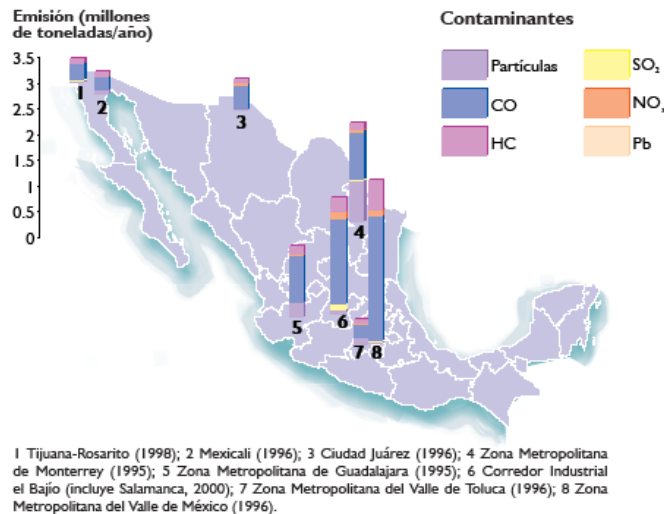 Emisión (millones
de toneladas/año)
3.5
3
2.5
2
1.5
1
0.5
0
Contaminantes
Partículas
CO
HC
SO₂
NOₓ
Pb
1
2
3
4
5
6
7
8
1 Tijuana-Rosarito (1998); 2 Mexicali (1996); 3 Ciudad Juárez (1996); 4 Zona Metropolitana
de Monterrey (1995); 5 Zona Metropolitana de Guadalajara (1995); 6 Corredor Industrial
el Bajío (incluye Salamanca, 2000); 7 Zona Metropolitana del Valle de Toluca (1996); 8 Zona
Metropolitana del Valle de México (1996).